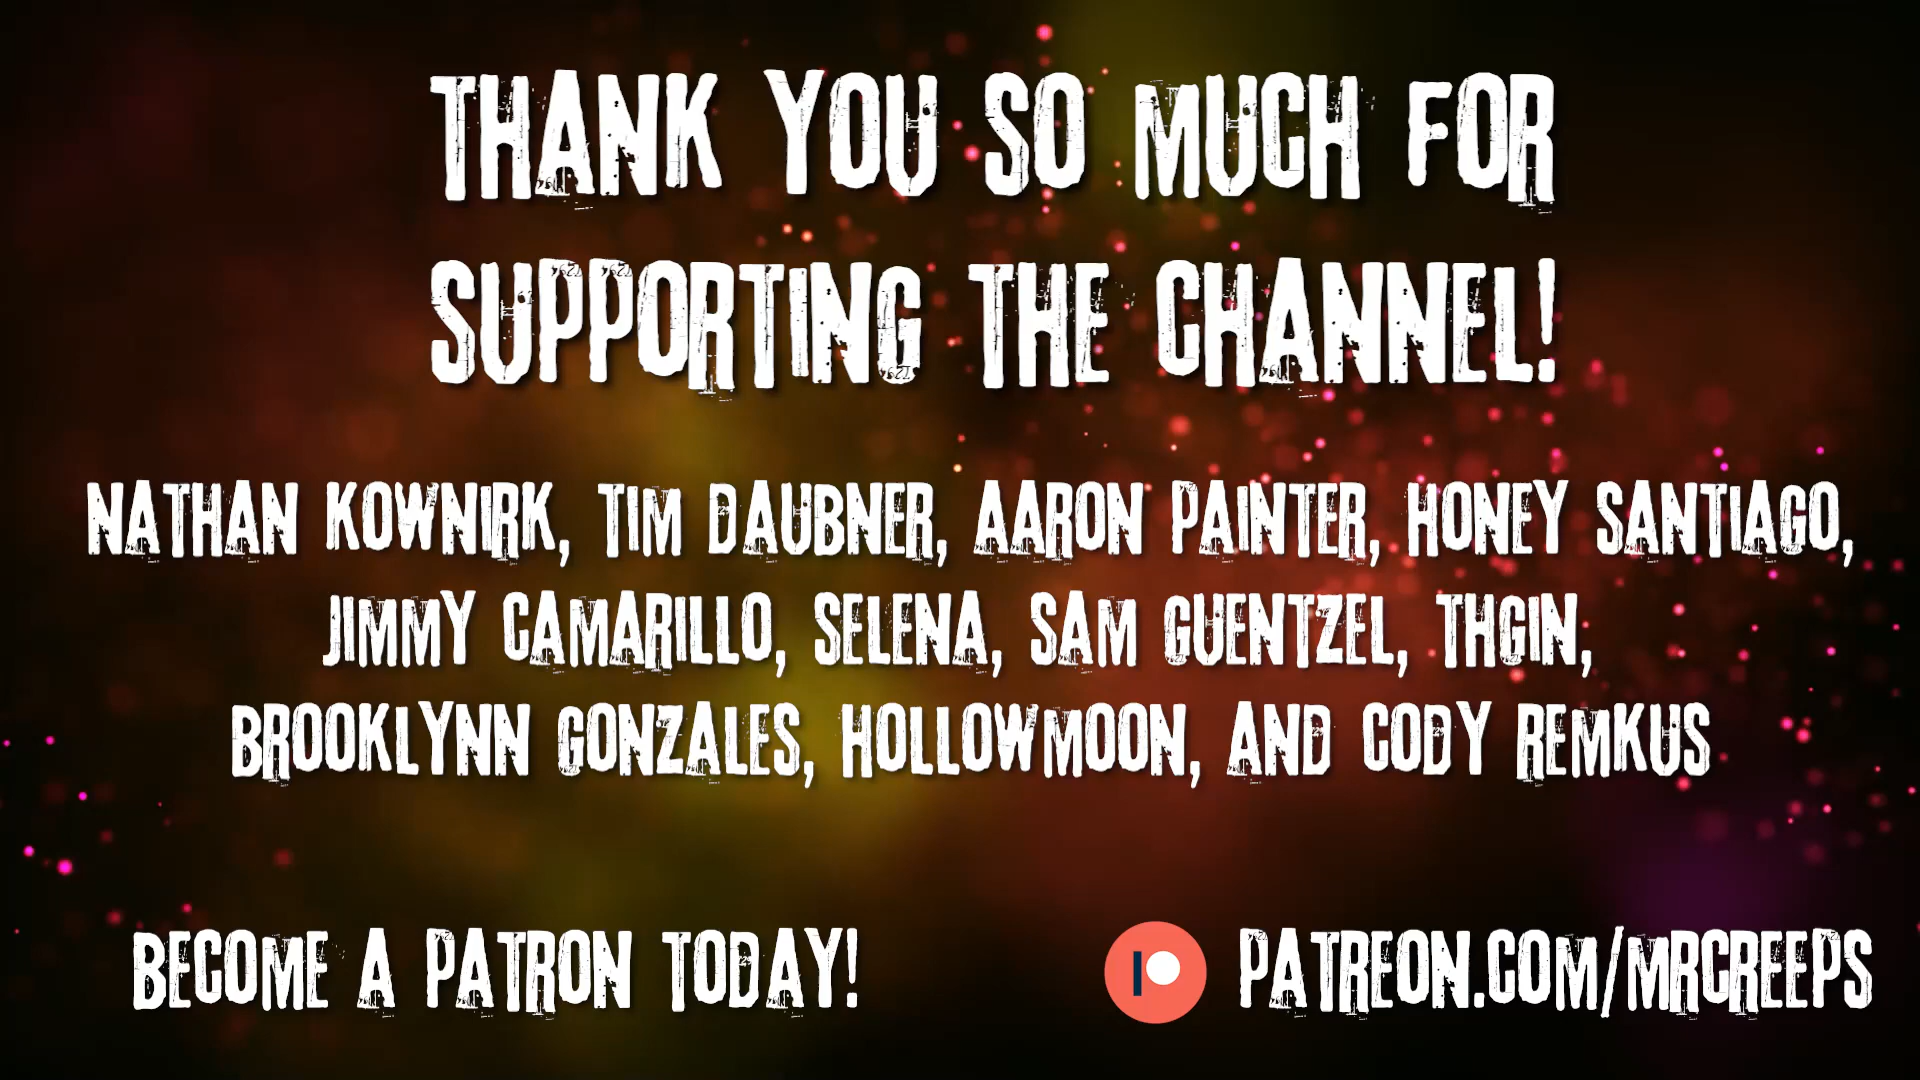 THANK YOU SO MUCH FOR
SUPPORTING THE CHANNEL!
NATHAN KOWNIRK, TIM DAUBNER, AARON PAINTER, HONEY SANTIAGO,
JIMMY CAMARILLO, SELENA, SAM GUENTZEL, THGIN,
BROOKLYNN GONZALES, HOLLOWMOON, AND CODY REMKUS
BECOME A PATRON TODAY!
PATREON.COM/MRCREEPS